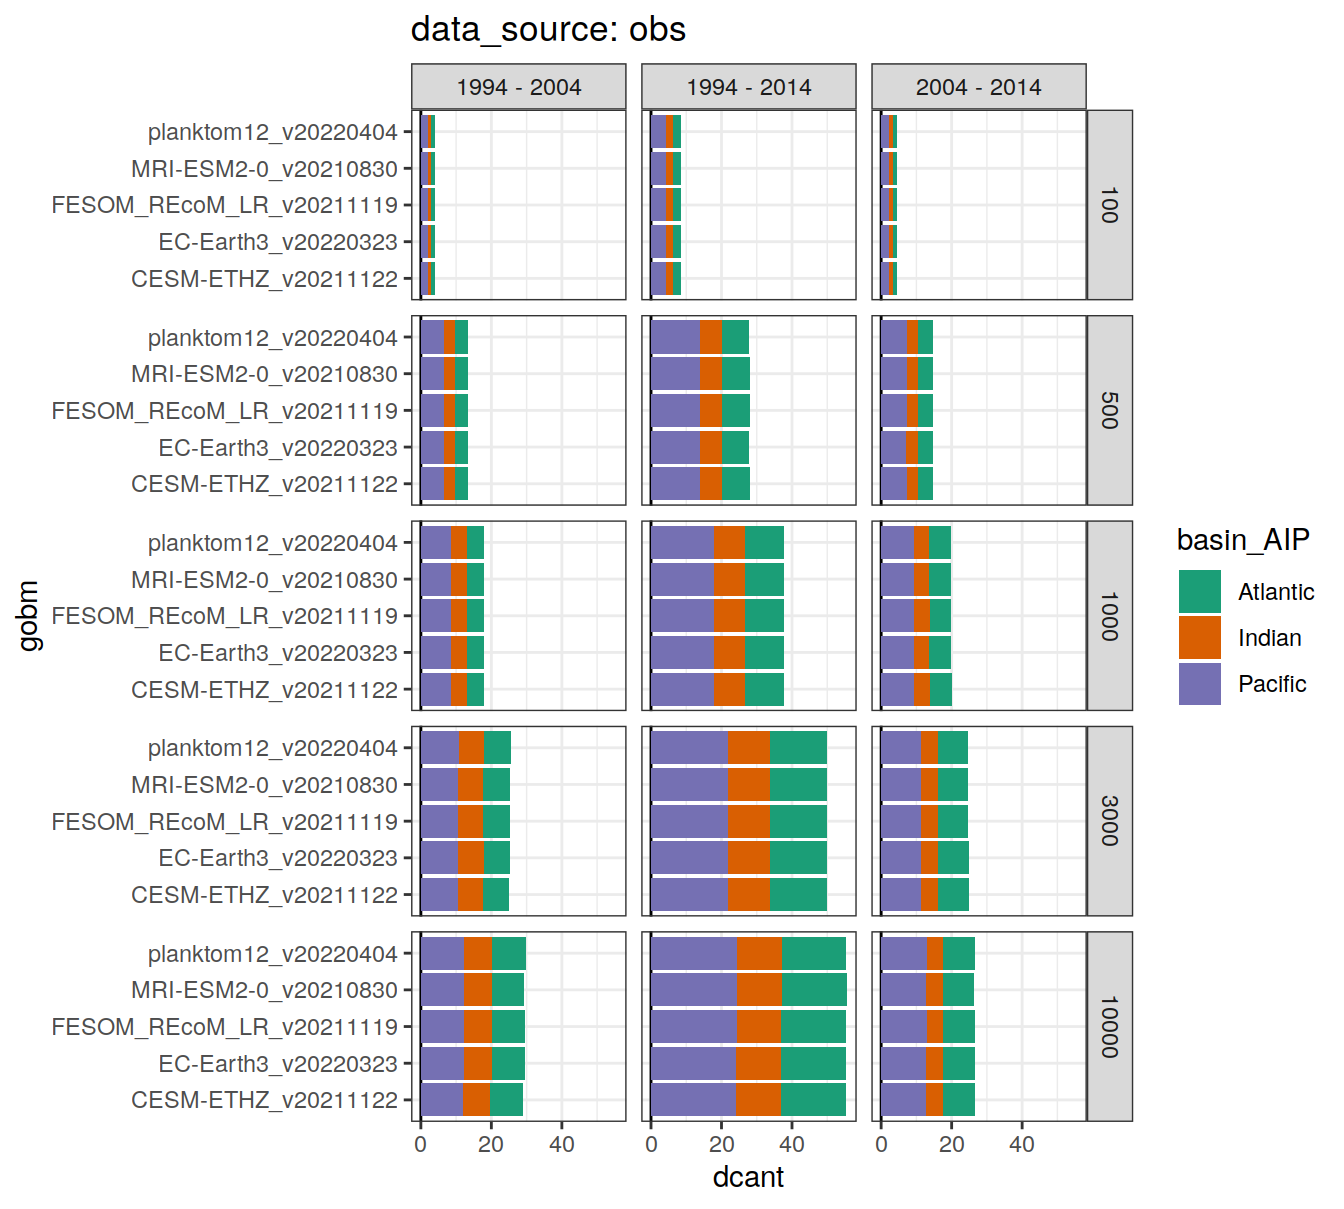 data_source: obs
1994 - 2004
1994 - 2014
2004 - 2014
planktom12_v20220404
MRI-ESM2-0_v20210830
FESOM_REcoM_LR_v20211119
EC-Earth3_v20220323
CESM-ETHZ_v20211122
100
planktom12_v20220404
MRI-ESM2-0_v20210830
FESOM_REcoM_LR_v20211119
EC-Earth3_v20220323
CESM-ETHZ_v20211122
500
planktom12_v20220404
MRI-ESM2-0_v20210830
FESOM_REcoM_LR_v20211119
EC-Earth3_v20220323
CESM-ETHZ_v20211122
1000
planktom12_v20220404
MRI-ESM2-0_v20210830
FESOM_REcoM_LR_v20211119
EC-Earth3_v20220323
CESM-ETHZ_v20211122
3000
planktom12_v20220404
MRI-ESM2-0_v20210830
FESOM_REcoM_LR_v20211119
EC-Earth3_v20220323
CESM-ETHZ_v20211122
10000
0 20 40
0 20 40
0 20 40
dcant
gobm
basin_AIP
Atlantic
Indian
Pacific